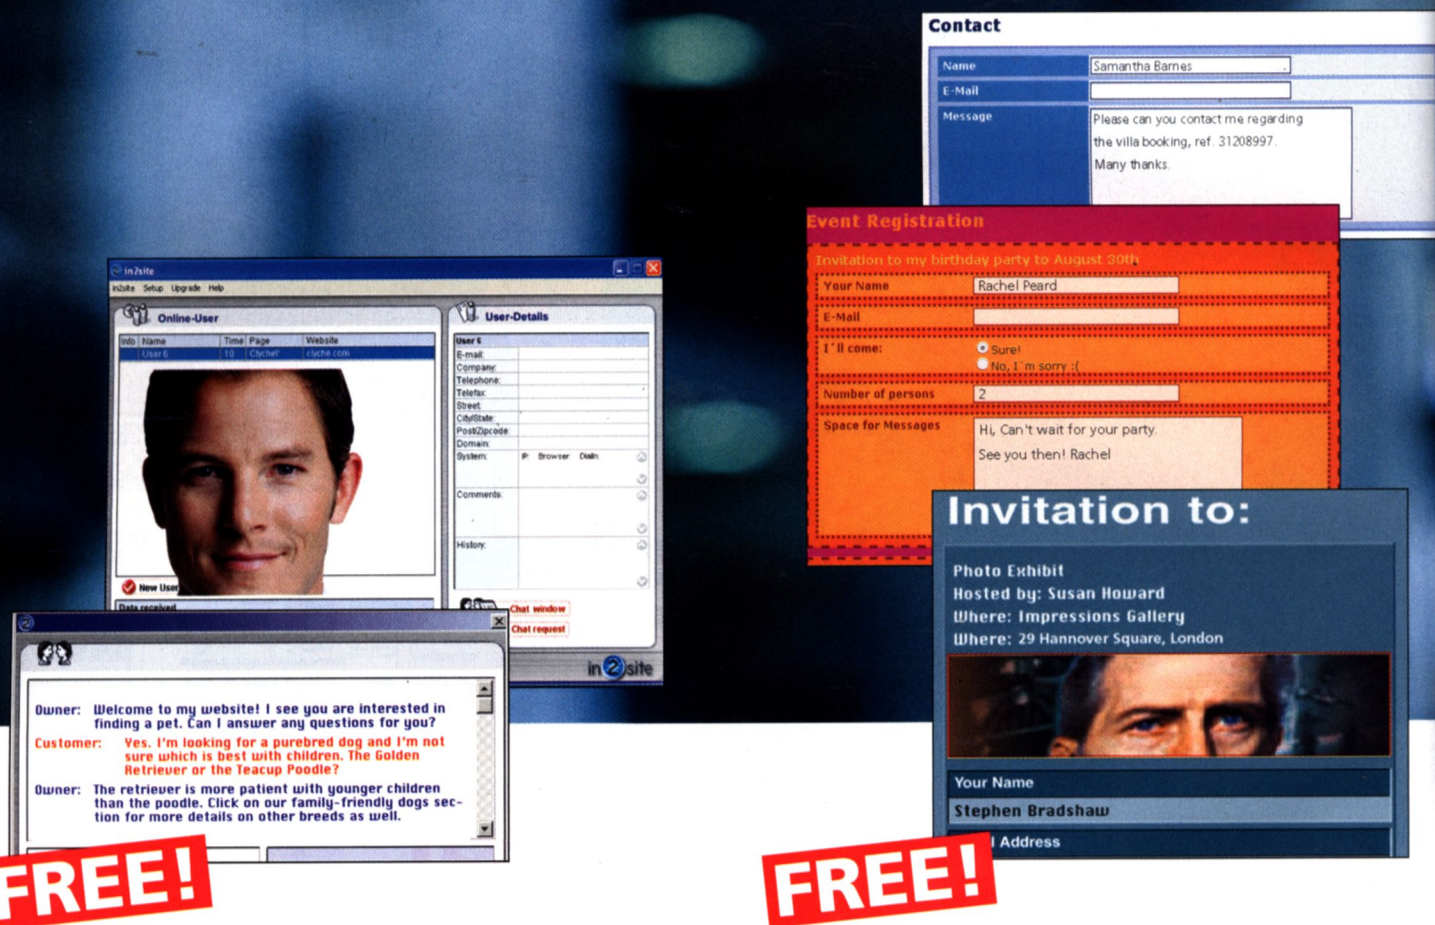 Contact
Name Samantha Barnes
E-Mail
Message Please can you contact me regarding
the villa booking, ref. 31208997.
Many thanks.
Event Registration
Invitation to my birthday party to August 30th
Your Name Rachel Peard
E-Mail
I´ll come: Sure!
No, I´m sorry :(
Number of persons 2
Space for Messages Hi, Can't wait for your party.
See you then! Rachel
Invitation to:
Photo Exhibit
Hosted by: Susan Howard
Where: Impressions Gallery
Where: 29 Hannover Square, London
Your Name
Stephen Bradshaw
Address
FREE!
in2site
in2site Setup Upgrade Help
Online-User
Info Name Time Page Website
User 6 10 Clyche/ clyche.com
New User
Data received
User-Details
User 6
E-mail:
Company:
Telephone:
Telefax:
Street:
City/State:
Post/Zipcode:
Domain:
System: IP: Browser Dialin:
Comments:
History:
Chat window
Chat request
in2site
Owner: Welcome to my website! I see you are interested in
finding a pet. Can I answer any questions for you?
Customer: Yes. I'm looking for a purebred dog and I'm not
sure which is best with children. The Golden
Retriever or the Teacup Poodle?
Owner: The retriever is more patient with younger children
than the poodle. Click on our family-friendly dogs sec-
tion for more details on other breeds as well.
FREE!